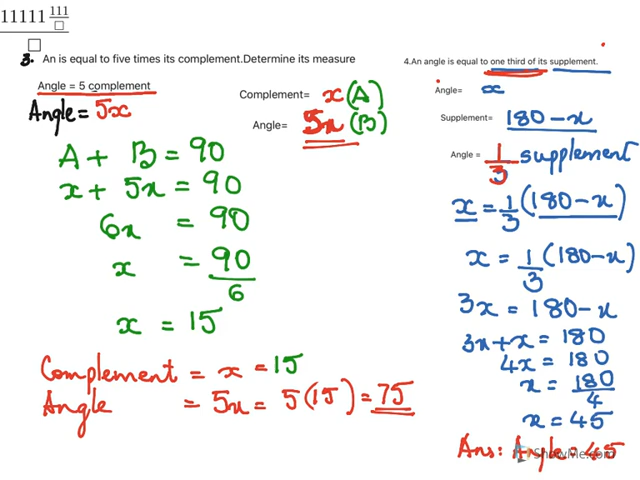 11111 111
3. An is equal to five times its complement.Determine its measure
Angle = 5 complement
Angle = 5x
Complement= x (A)
Angle= 5x (B)
A + B = 90
x + 5x = 90
6x = 90
x = 90
6
x = 15
Complement = x = 15
Angle = 5x = 5(15) = 75
4.An angle is equal to one third of its supplement.
Angle= x
Supplement= 180 - x
Angle = 1/3 supplement
x = 1/3 (180 - x)
x = 1/3 (180 - x)
3x = 180 - x
3x + x = 180
4x = 180
x = 180
4
x = 45
Ans: Angle = 45
ShowMe.com